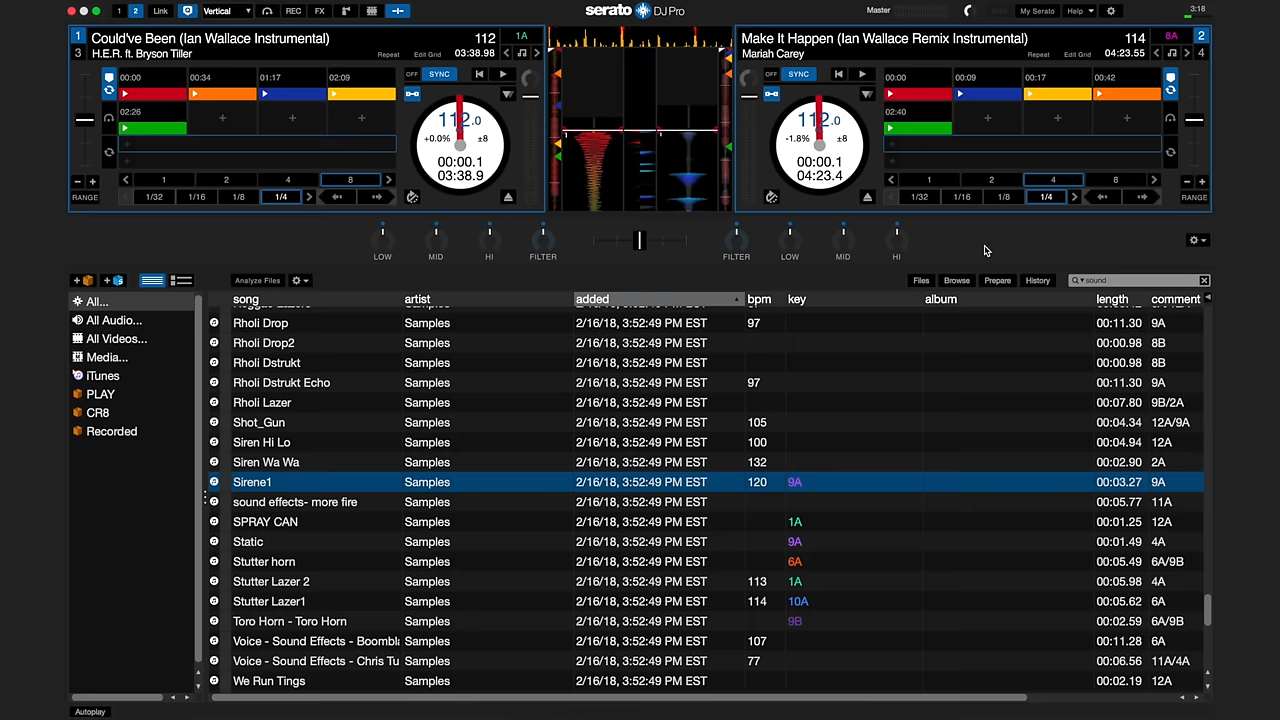 1 2 Link Vertical REC FX serato DJ Pro Master MIDI My Serato Help 3:18
1 Could've Been (Ian Wallace Instrumental) 112 1A
3 H.E.R. ft. Bryson Tiller Repeat Edit Grid 03:38.98
Make It Happen (Ian Wallace Remix Instrumental) 114 8A 2
Mariah Carey Repeat Edit Grid 04:23.55 4
00:00 00:34 01:17 02:09 OFF SYNC
02:26
112.0
+0.0% ±8
00:00.1
03:38.9
1 2 4 8
RANGE 1/32 1/16 1/8 1/4
1 1
OFF SYNC 00:00 00:09 00:17 00:42
02:40
112.0
-1.8% ±8
00:00.1
04:23.4
1 2 4 8
1/32 1/16 1/8 1/4 RANGE
LOW MID HI FILTER FILTER LOW MID HI
Analyze Files Files Browse Prepare History sound
All...
All Audio...
All Videos...
Media...
iTunes
PLAY
CR8
Recorded
song artist added bpm key album length comment
Rholi Drop Samples 2/16/18, 3:52:49 PM EST 97 00:11.30 9A
Rholi Drop2 Samples 2/16/18, 3:52:49 PM EST 00:00.98 8B
Rholi Dstrukt Samples 2/16/18, 3:52:49 PM EST 00:00.98 8B
Rholi Dstrukt Echo Samples 2/16/18, 3:52:49 PM EST 97 00:11.30 9A
Rholi Lazer Samples 2/16/18, 3:52:49 PM EST 00:07.80 9B/2A
Shot_Gun Samples 2/16/18, 3:52:49 PM EST 105 00:04.34 12A/9A
Siren Hi Lo Samples 2/16/18, 3:52:49 PM EST 100 00:04.94 12A
Siren Wa Wa Samples 2/16/18, 3:52:49 PM EST 132 00:02.90 2A
Sirene1 Samples 2/16/18, 3:52:49 PM EST 120 9A 00:03.27 9A
sound effects- more fire Samples 2/16/18, 3:52:49 PM EST 00:05.77 11A
SPRAY CAN Samples 2/16/18, 3:52:49 PM EST 1A 00:01.25 12A
Static Samples 2/16/18, 3:52:49 PM EST 9A 00:01.49 4A
Stutter horn Samples 2/16/18, 3:52:49 PM EST 6A 00:05.49 6A/9B
Stutter Lazer 2 Samples 2/16/18, 3:52:49 PM EST 113 1A 00:05.98 4A
Stutter Lazer1 Samples 2/16/18, 3:52:49 PM EST 114 10A 00:05.62 6A
Toro Horn - Toro Horn Samples 2/16/18, 3:52:49 PM EST 9B 00:02.59 6A/9B
Voice - Sound Effects - Boombla Samples 2/16/18, 3:52:49 PM EST 107 00:11.28 6A
Voice - Sound Effects - Chris Tu Samples 2/16/18, 3:52:49 PM EST 77 00:06.56 11A/4A
We Run Tings Samples 2/16/18, 3:52:49 PM EST 00:02.19 12A
Autoplay